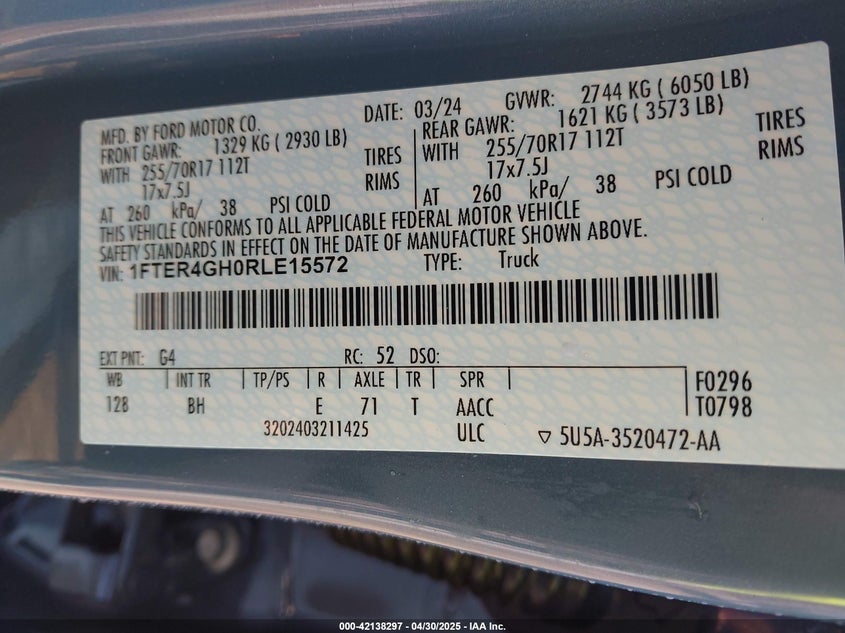 MFD. BY FORD MOTOR CO.
DATE: 03/24 GVWR: 2744 KG ( 6050 LB)
FRONT GAWR: 1329 KG ( 2930 LB)
WITH 255/70R17 112T TIRES
17x7.5J RIMS
AT 260 kPa/ 38 PSI COLD
REAR GAWR: 1621 KG ( 3573 LB)
WITH 255/70R17 112T TIRES
17x7.5J RIMS
AT 260 kPa/ 38 PSI COLD
THIS VEHICLE CONFORMS TO ALL APPLICABLE FEDERAL MOTOR VEHICLE
SAFETY STANDARDS IN EFFECT ON THE DATE OF MANUFACTURE SHOWN ABOVE.
VIN: 1FTER4GH0RLE15572 TYPE: Truck
EXT PNT: G4 RC: 52 DSO:
WB INT TR TP/PS R AXLE TR SPR F0296
128 BH E 71 T AACC T0798
3202403211425 ULC ▽ 5U5A-3520472-AA
000-42138297 - 04/30/2025 - IAA Inc.